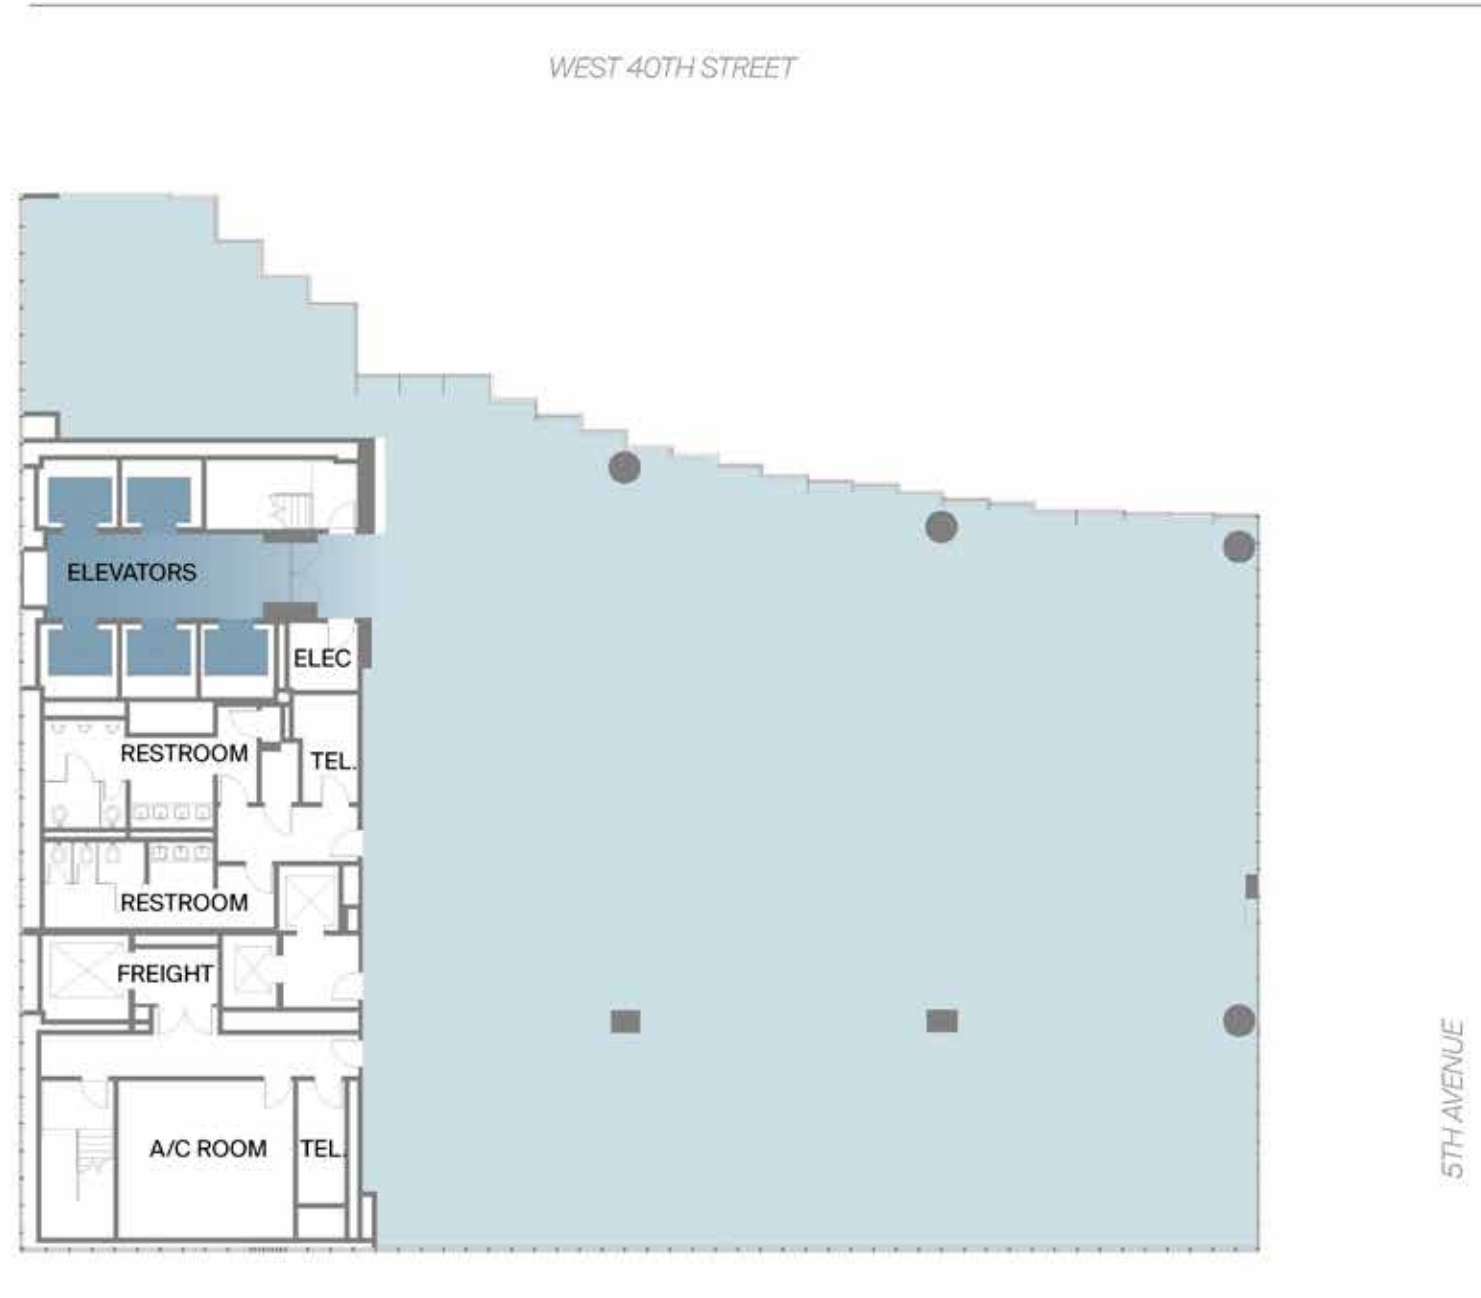 WEST 40TH STREET
ELEVATORS
ELEC
RESTROOM
TEL.
RESTROOM
FREIGHT
5TH AVENUE
A/C ROOM
TEL.